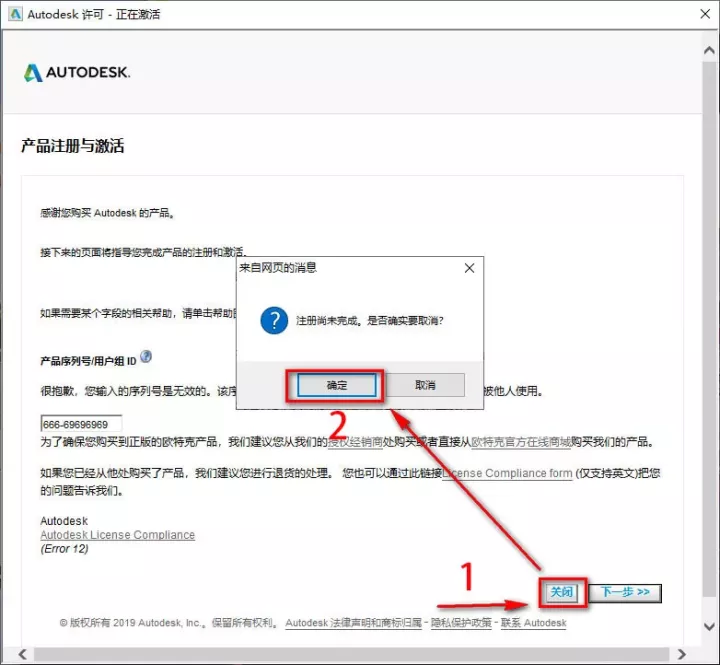 Autodesk 许可 - 正在激活
AUTODESK.
产品注册与激活
感谢您购买 Autodesk 的产品。
接下来的页面将指导您完成产品的注册和激活。
来自网页的消息
如果需要某个字段的相关帮助，请单击帮助
注册尚未完成。是否确实要取消?
产品序列号/用户组 ID
确定
取消
很抱歉，您输入的序列号是无效的。该序
被他人使用。
666-69696969
2
为了确保您购买到正版的欧特克产品，我们建议您从我们的授权经销商处购买或者直接从欧特克官方在线商城购买我们的产品。
如果您已经从他处购买了产品，我们建议您进行退货的处理。 您也可以通过此链接License Compliance form (仅支持英文)把您
的问题告诉我们。
Autodesk
Autodesk License Compliance
(Error 12)
1
关闭
下一步 >>
© 版权所有 2019 Autodesk, Inc.。保留所有权利。 Autodesk 法律声明和商标归属 - 隐私保护政策 - 联系 Autodesk